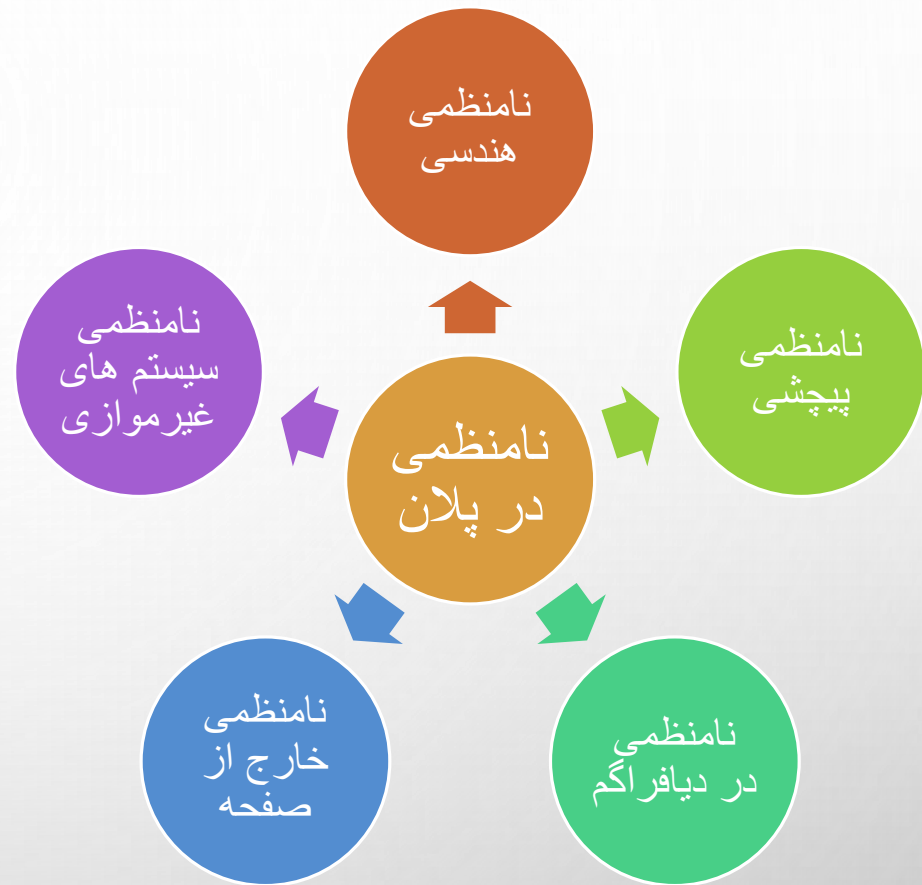 نامنظمی
هندسی
نامنظمی
پیچشی
نامنظمی
سیستم های
غیرموازی
نامنظمی
در پلان
نامنظمی
در دیافراگم
نامنظمی
خارج از
صفحه